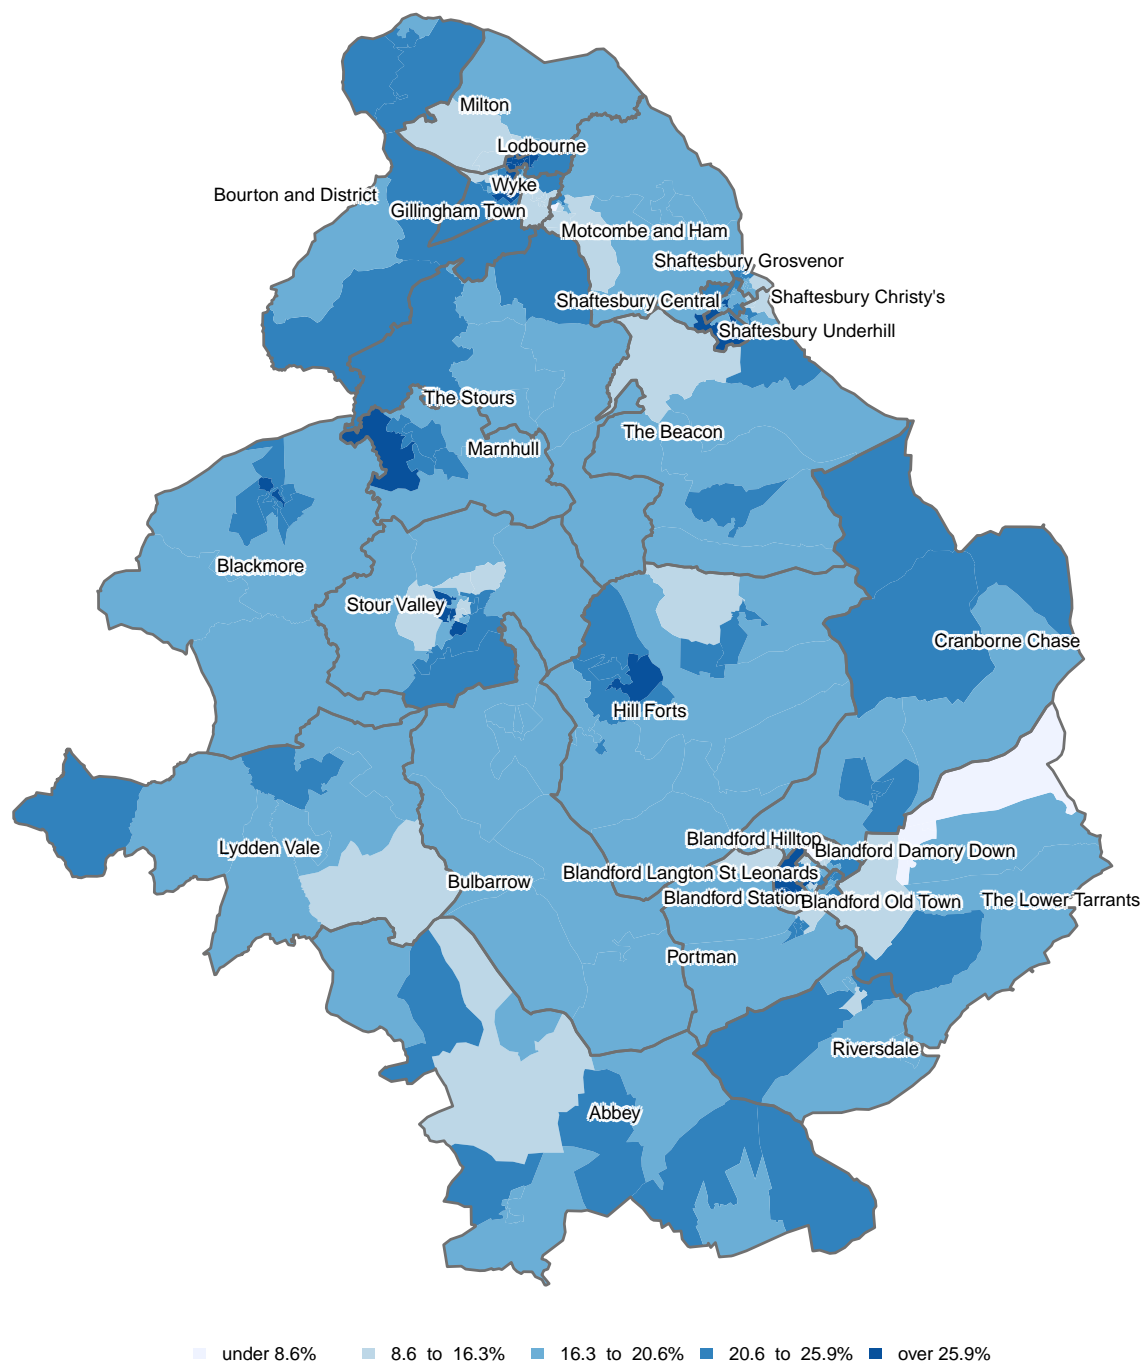 Milton
Lodbourne
Wyke
Bourton and District
Gillingham Town
Motcombe and Ham
Shaftesbury Grosvenor
Shaftesbury Central
Shaftesbury Christy's
Shaftesbury Underhill
The Stours
The Beacon
Marnhull
Blackmore
Stour Valley
Cranborne Chase
Hill Forts
Blandford Hilltop
Lydden Vale
Blandford Damory Down
Blandford Langton St Leonards
Bulbarrow
Blandford Station
Blandford Old Town
The Lower Tarrants
Portman
Riversdale
Abbey
under 8.6% 8.6 to 16.3% 16.3 to 20.6% 20.6 to 25.9% over 25.9%